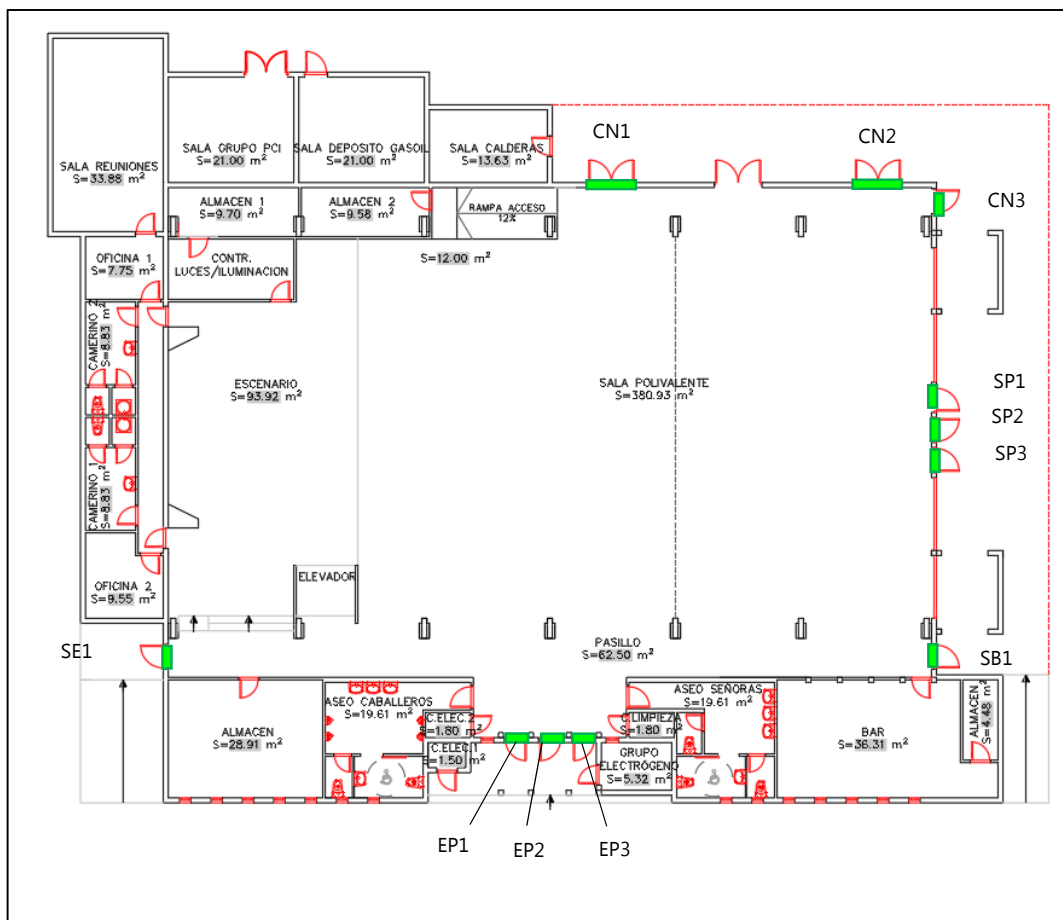 CN1
CN2
CN3
SALA REUNIONES
S=33.88 m²
SALA GRUPO PCI
S=21.00 m²
SALA DEPOSITO GASOIL
S=21.00 m²
SALA CALDERAS
S=13.63 m²
ALMACEN 1
S=9.70 m²
ALMACEN 2
S=9.58 m²
RAMPA ACCESO
12%
S=12.00 m²
OFICINA 1
S=7.75 m²
CONTR.
LUCES/ILUMINACION
CAMERINO 2
S=8.83 m²
ESCENARIO
S=93.92 m²
SALA POLIVALENTE
S=380.93 m²
SP1
SP2
SP3
CAMERINO 1
S=8.83 m²
OFICINA 2
S=9.55 m²
ELEVADOR
SE1
PASILLO
S=62.50 m²
SB1
ALMACEN
S=28.91 m²
ASEO CABALLEROS
S=19.61 m²
C.ELEC.2
S=1.80 m²
C.ELEC.1
S=1.50 m²
C.LIMPIEZA
S=1.80 m²
GRUPO
ELECTRÓGENO
S=5.32 m²
ASEO SEÑORAS
S=19.61 m²
BAR
S=36.31 m²
ALMACEN
S=4.48 m²
EP1
EP2
EP3